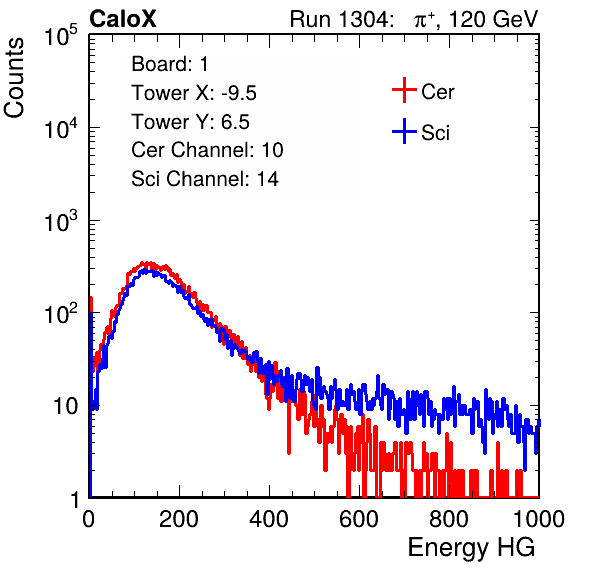 CaloX Run 1304: π⁺, 120 GeV
Counts
10⁵
10⁴
10³
10²
10
1
Board: 1
Tower X: -9.5
Tower Y: 6.5
Cer Channel: 10
Sci Channel: 14
Cer
Sci
0 200 400 600 800 1000
Energy HG